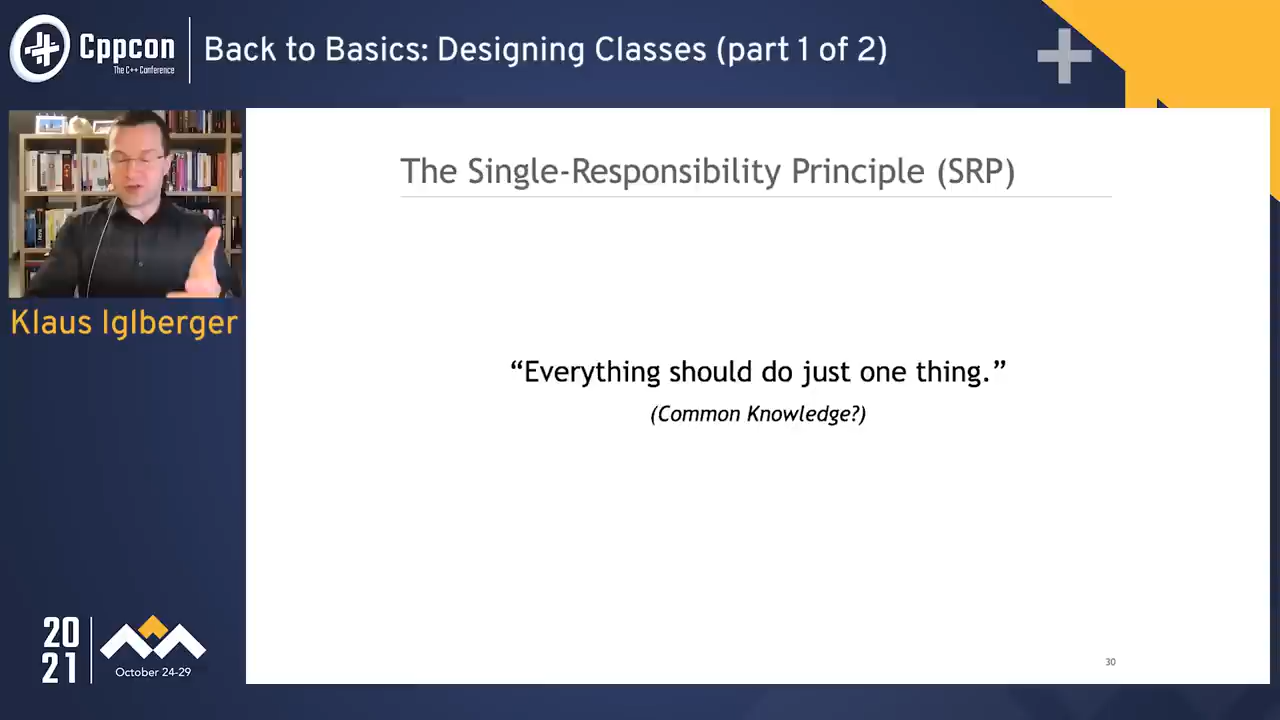 Cppcon
The C++ Conference
Back to Basics: Designing Classes (part 1 of 2)
The Single-Responsibility Principle (SRP)
Klaus Iglberger
“Everything should do just one thing.”
(Common Knowledge?)
20
21
October 24-29
30